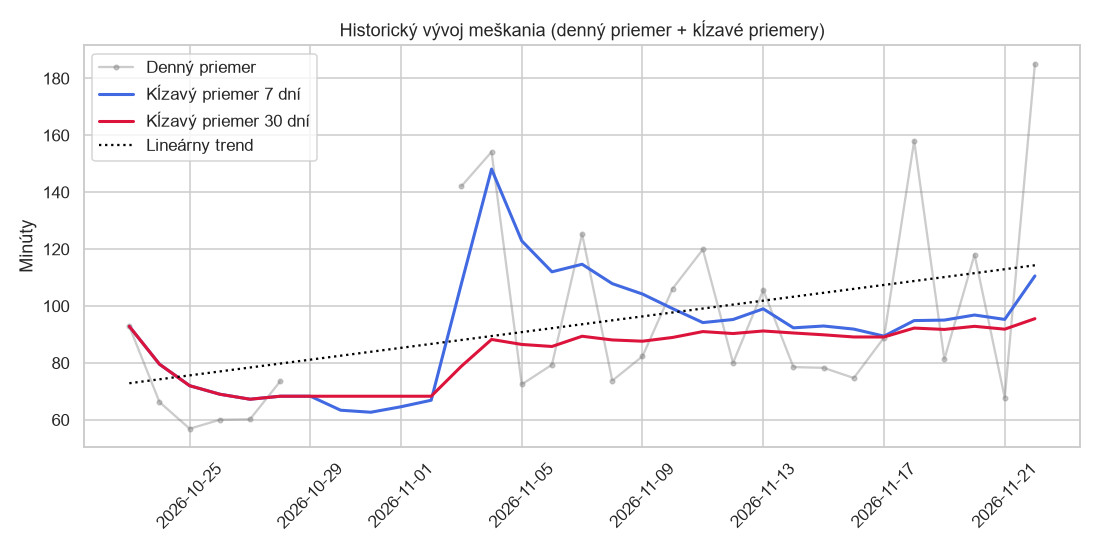 Historický vývoj meškania (denný priemer + kĺzavé priemery)
Denný priemer
Kĺzavý priemer 7 dní
Kĺzavý priemer 30 dní
Lineárny trend
Minúty
180
160
140
120
100
80
60
2026-10-25
2026-10-29
2026-11-01
2026-11-05
2026-11-09
2026-11-13
2026-11-17
2026-11-21